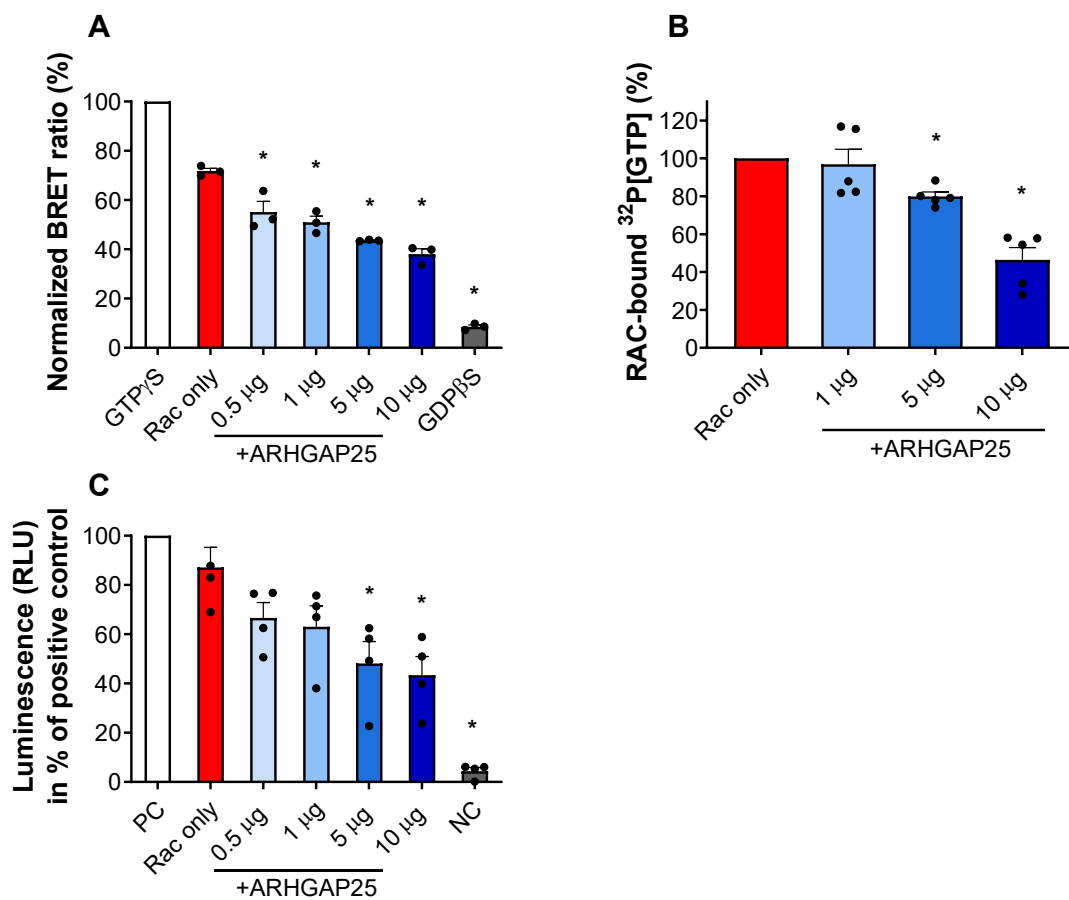 A
Normalized BRET ratio (%)
100
80
60
40
20
0
* * * * *
GTPγS
Rac only
0.5 μg
1 μg
5 μg
10 μg
GDPβS
+ARHGAP25
B
RAC-bound ³²P[GTP] (%)
120
100
80
60
40
20
0
* *
Rac only
1 μg
5 μg
10 μg
+ARHGAP25
C
Luminescence (RLU)
in % of positive control
100
80
60
40
20
0
* * *
PC
Rac only
0.5 μg
1 μg
5 μg
10 μg
NC
+ARHGAP25